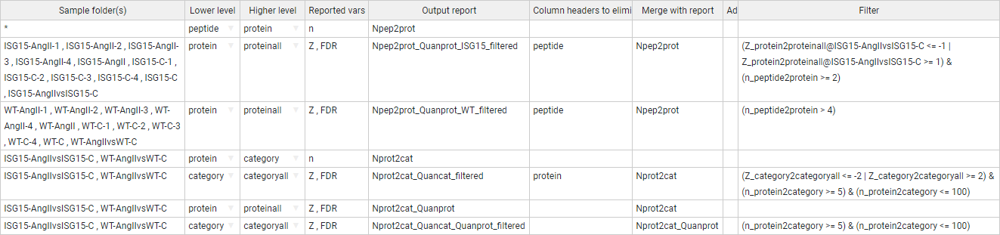 Sample folder(s) Lower level Higher level Reported vars Output report Column headers to elimi Merge with report Ad Filter
* peptide protein n Npep2prot
ISG15-AngII-1 , ISG15-AngII-2 , ISG15-AngII- protein proteinall Z , FDR Npep2prot_Quanprot_ISG15_filtered peptide Npep2prot (Z_protein2proteinall@ISG15-AngIIvsISG15-C <= -1 |
3 , ISG15-AngII-4 , ISG15-AngII , ISG15-C-1 , Z_protein2proteinall@ISG15-AngIIvsISG15-C >= 1) &
ISG15-C-2 , ISG15-C-3 , ISG15-C-4 , ISG15-C (n_peptide2protein >= 2)
, ISG15-AngIIvsISG15-C
WT-AngII-1 , WT-AngII-2 , WT-AngII-3 , WT- protein proteinall Z , FDR Npep2prot_Quanprot_WT_filtered peptide Npep2prot (n_peptide2protein > 4)
AngII-4 , WT-AngII , WT-C-1 , WT-C-2 , WT-C-3
, WT-C-4 , WT-C , WT-AngIIvsWT-C
ISG15-AngIIvsISG15-C , WT-AngIIvsWT-C protein category n Nprot2cat
ISG15-AngIIvsISG15-C , WT-AngIIvsWT-C category categoryall Z , FDR Nprot2cat_Quancat_filtered protein Nprot2cat (Z_category2categoryall <= -2 | Z_category2categoryall >= 2) &
(n_protein2category >= 5) & (n_protein2category <= 100)
ISG15-AngIIvsISG15-C , WT-AngIIvsWT-C protein proteinall Z , FDR Nprot2cat_Quanprot Nprot2cat
ISG15-AngIIvsISG15-C , WT-AngIIvsWT-C category categoryall Z , FDR Nprot2cat_Quancat_Quanprot_filtered Nprot2cat_Quanprot (n_protein2category >= 5) & (n_protein2category <= 100)